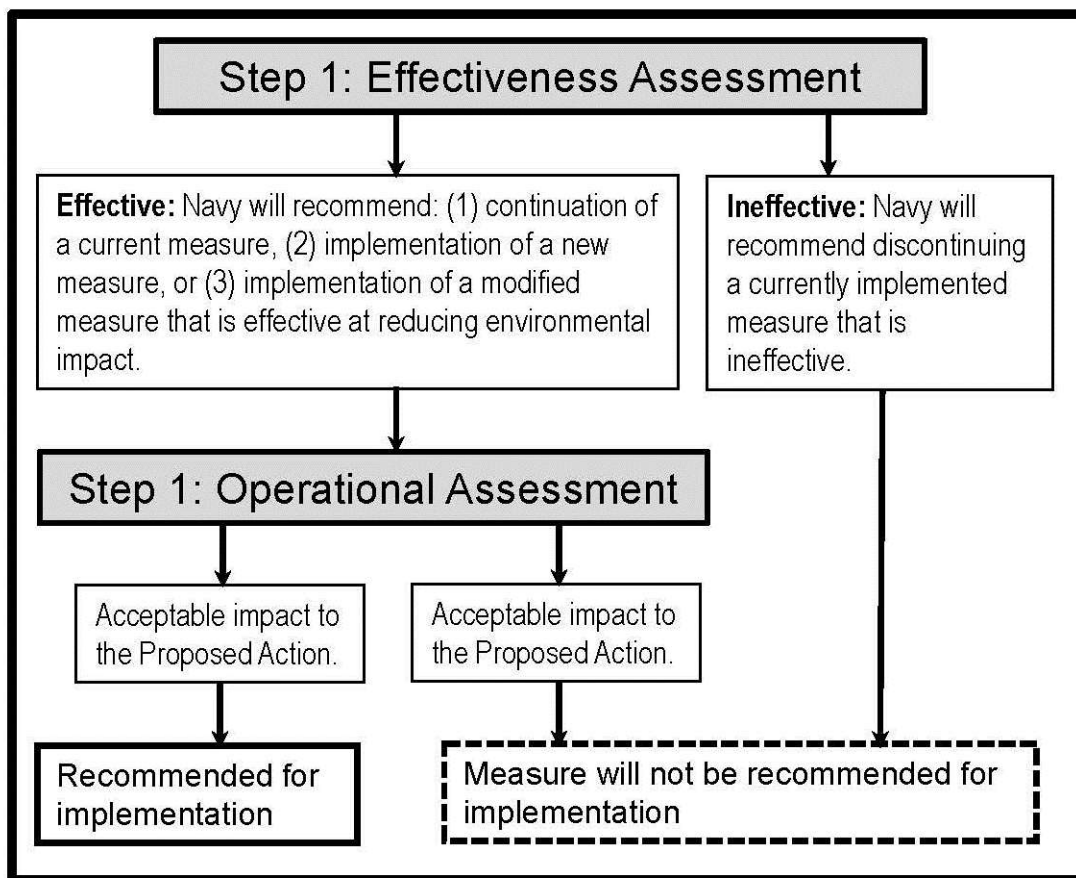 Step 1: Effectiveness Assessment
Effective: Navy will recommend: (1) continuation of
a current measure, (2) implementation of a new
measure, or (3) implementation of a modified
measure that is effective at reducing environmental
impact.
Ineffective: Navy will
recommend discontinuing
a currently implemented
measure that is
ineffective.
Step 1: Operational Assessment
Acceptable impact to
the Proposed Action.
Acceptable impact to
the Proposed Action.
Recommended for
implementation
Measure will not be recommended for
implementation